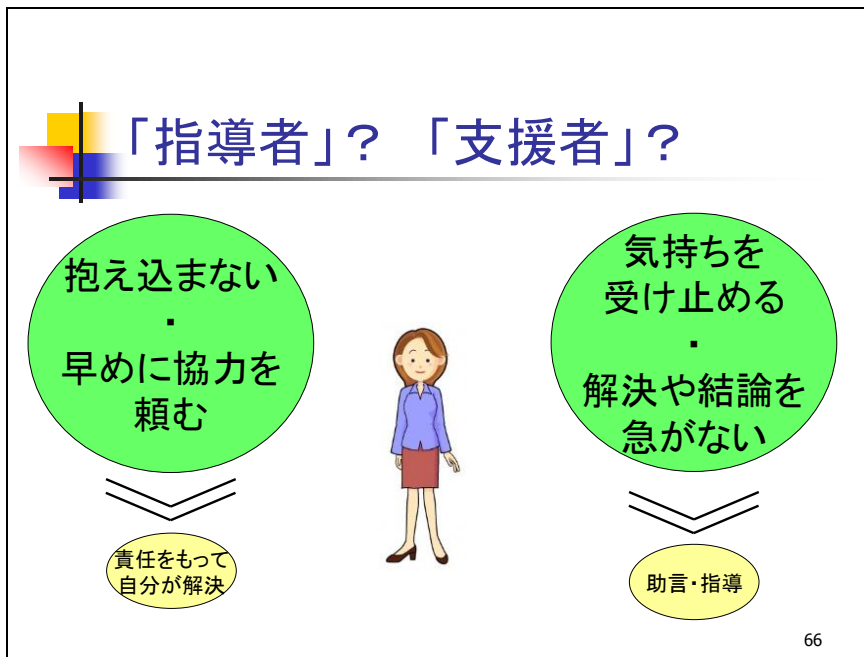 「指導者」? 「支援者」?
抱え込まない
・
早めに協力を
頼む
気持ちを
受け止める
・
解決や結論を
急がない
責任をもって
自分が解決
助言・指導
66